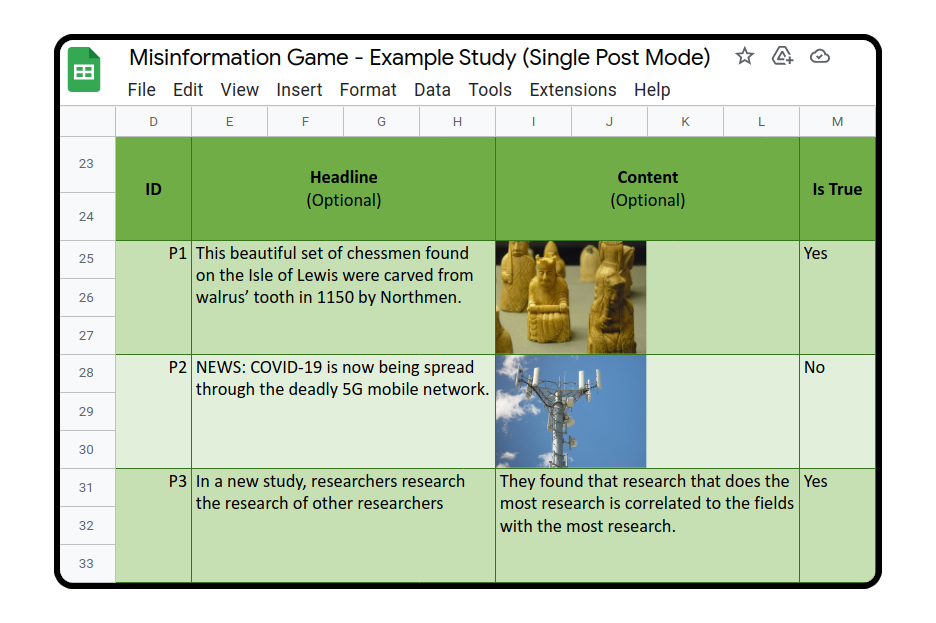 Misinformation Game - Example Study (Single Post Mode)
File Edit View Insert Format Data Tools Extensions Help
D E F G H I J K L M
23
24
ID
Headline
(Optional)
Content
(Optional)
Is True
25
26
27
P1
This beautiful set of chessmen found
on the Isle of Lewis were carved from
walrus’ tooth in 1150 by Northmen.
Yes
28
29
30
P2
NEWS: COVID-19 is now being spread
through the deadly 5G mobile network.
No
31
32
33
P3
In a new study, researchers research
the research of other researchers
They found that research that does the
most research is correlated to the fields
with the most research.
Yes